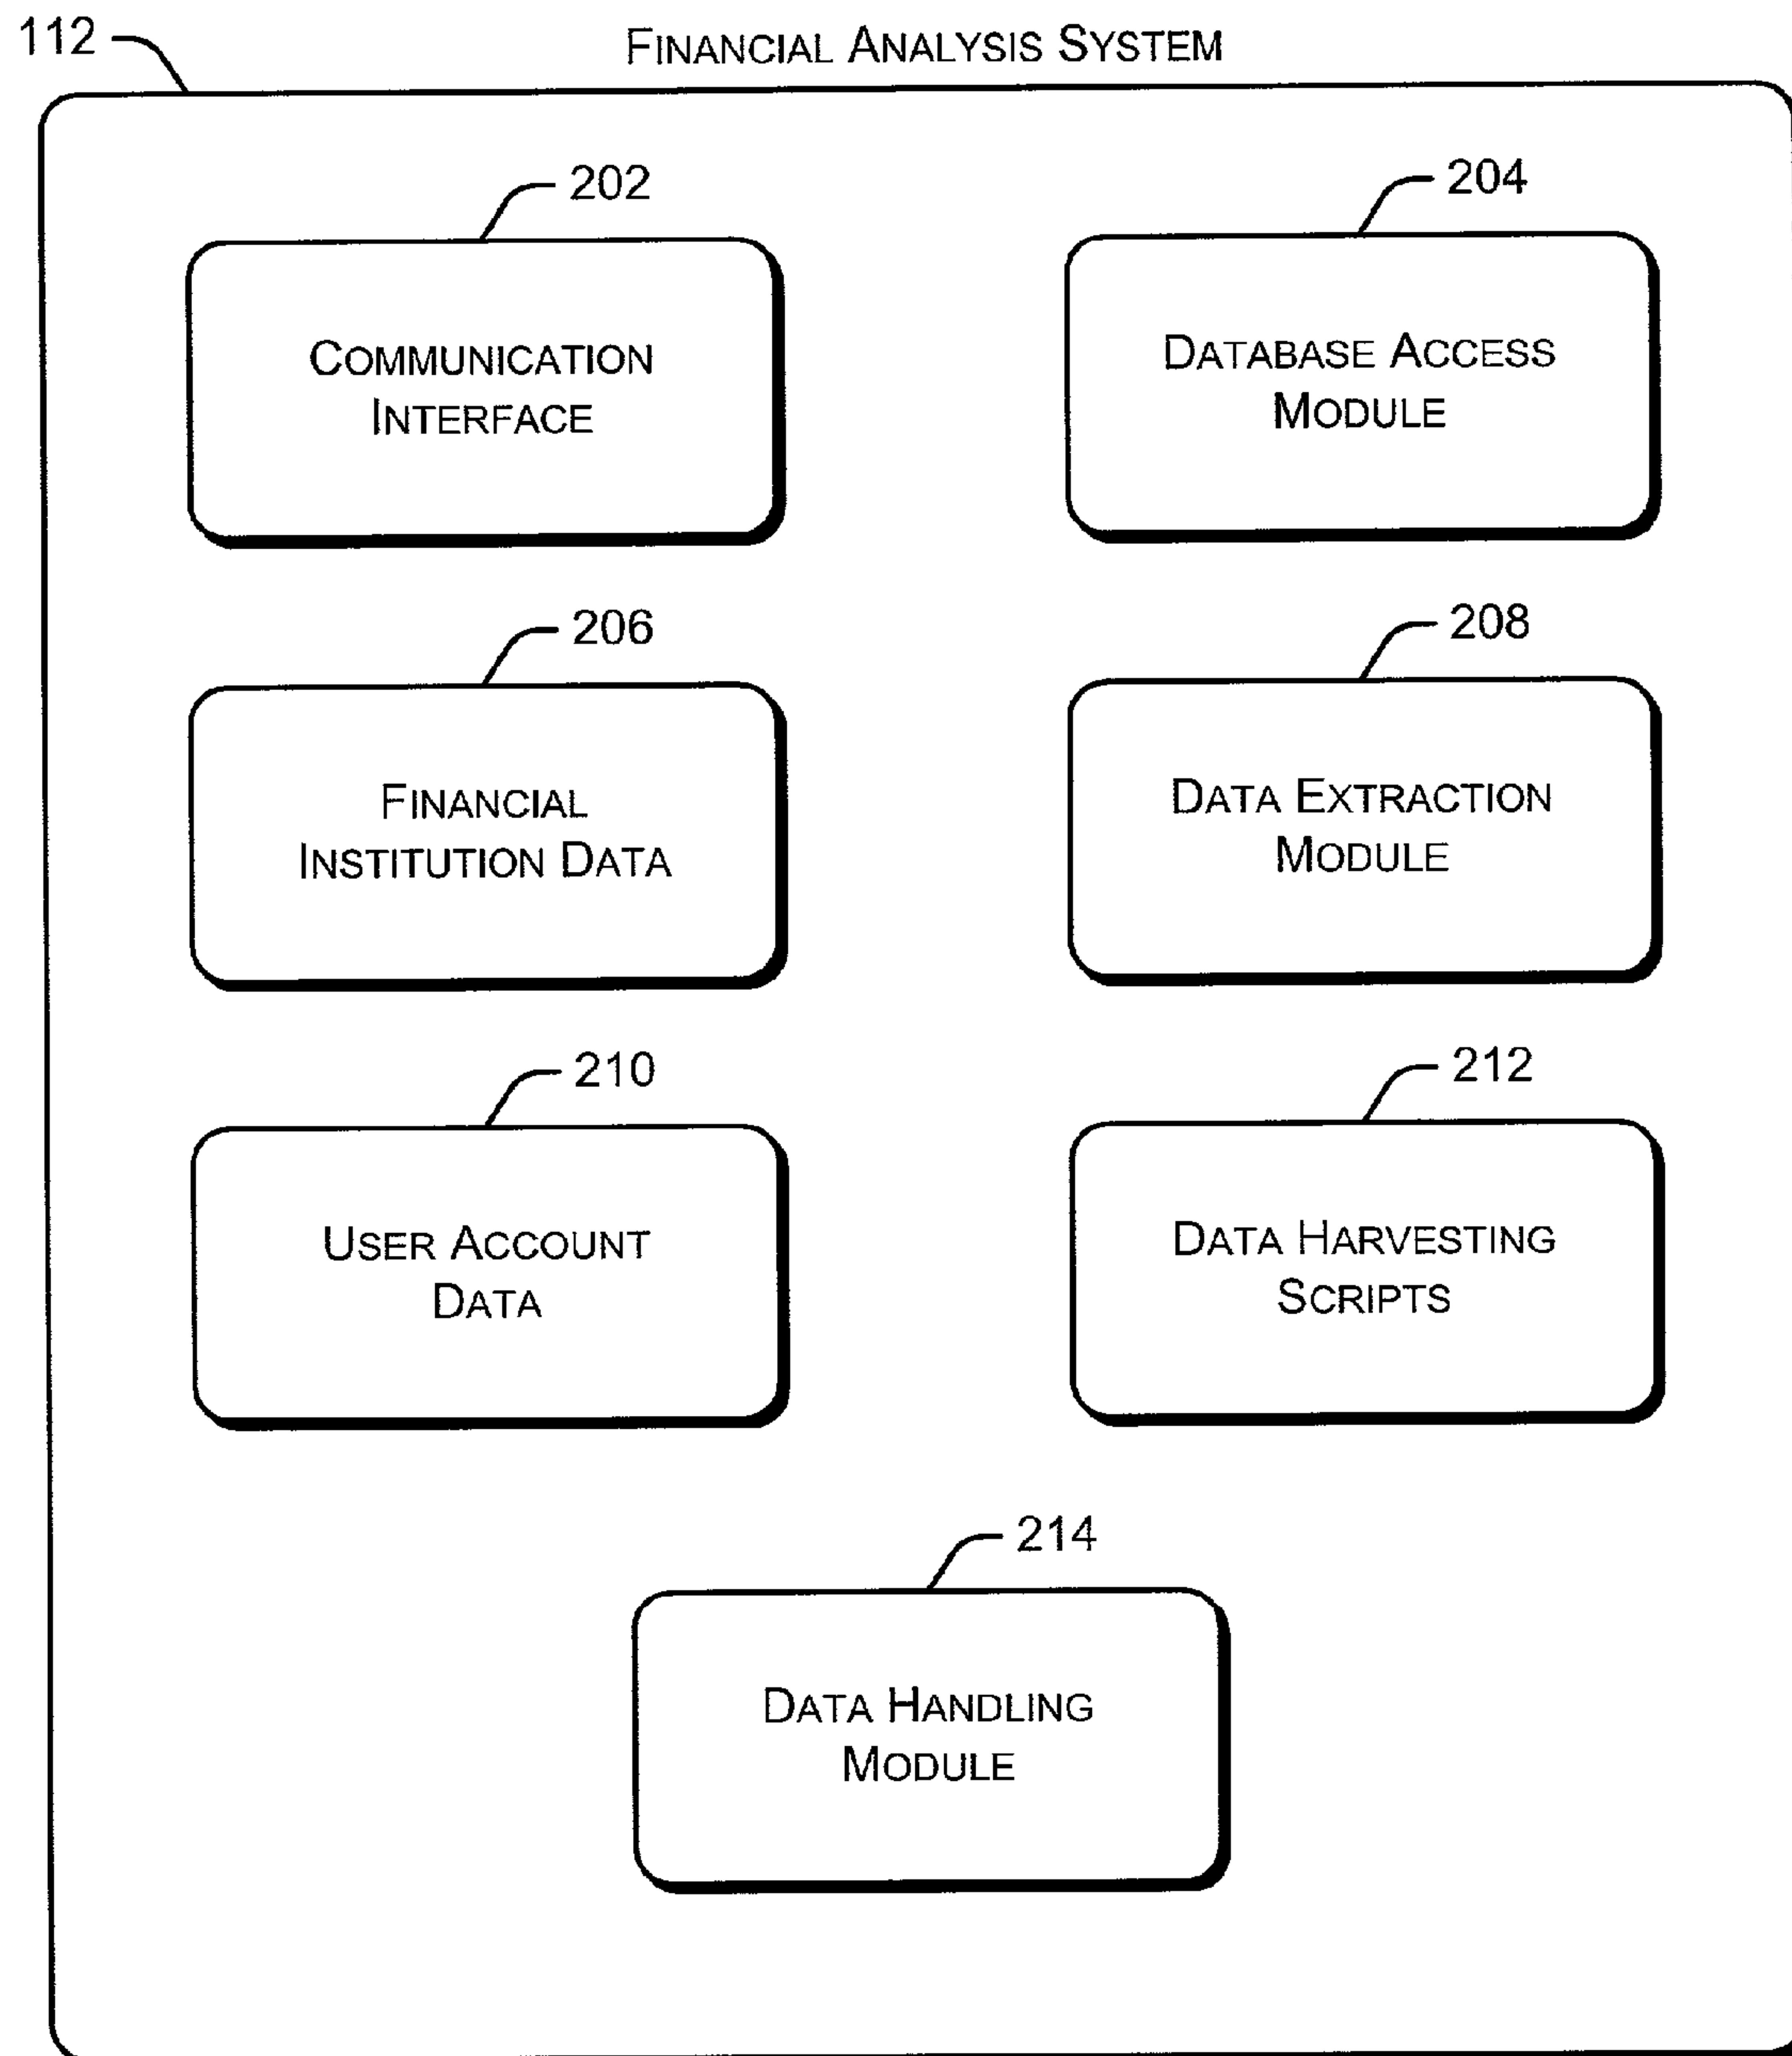 112
FINANCIAL ANALYSIS SYSTEM
202
COMMUNICATION
INTERFACE
204
DATABASE ACCESS
MODULE
206
FINANCIAL
INSTITUTION DATA
208
DATA EXTRACTION
MODULE
210
USER ACCOUNT
DATA
212
DATA HARVESTING
SCRIPTS
214
DATA HANDLING
MODULE